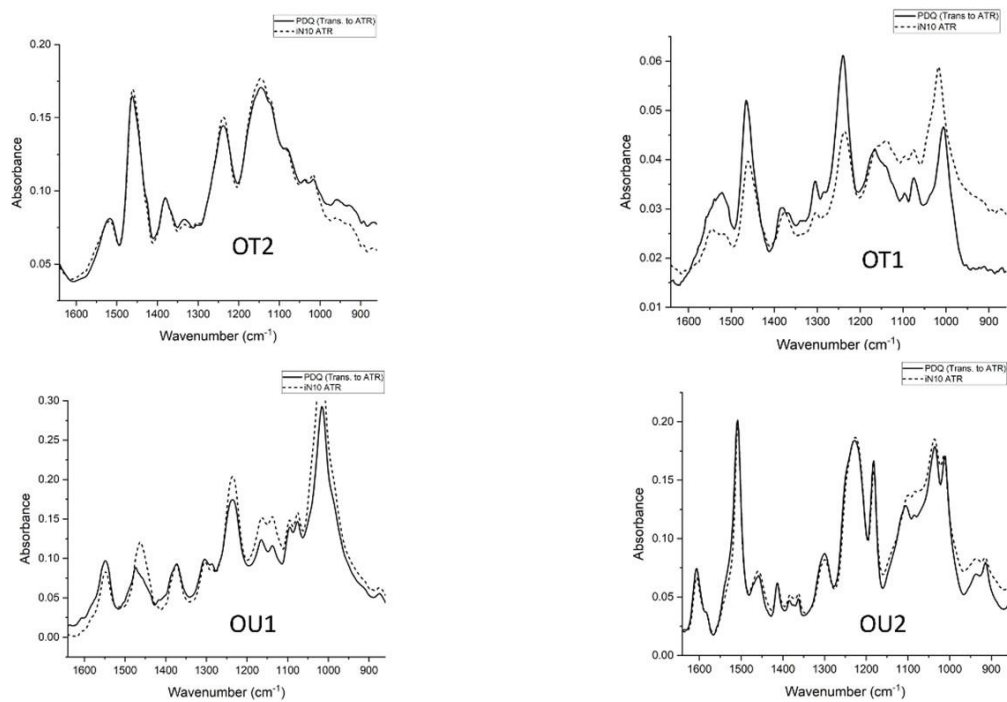 PDQ (Trans. to ATR)
iN10 ATR
0.20
0.15
0.10
0.05
Absorbance
OT2
1600 1500 1400 1300 1200 1100 1000 900
Wavenumber (cm⁻¹)
PDQ (Trans. to ATR)
iN10 ATR
0.06
0.05
0.04
0.03
0.02
0.01
Absorbance
OT1
1600 1500 1400 1300 1200 1100 1000 900
Wavenumber (cm⁻¹)
PDQ (Trans. to ATR)
iN10 ATR
0.30
0.25
0.20
0.15
0.10
0.05
0.00
Absorbance
OU1
1600 1500 1400 1300 1200 1100 1000 900
Wavenumber (cm⁻¹)
PDQ (Trans. to ATR)
iN10 ATR
0.20
0.15
0.10
0.05
0.00
Absorbance
OU2
1600 1500 1400 1300 1200 1100 1000 900
Wavenumber (cm⁻¹)